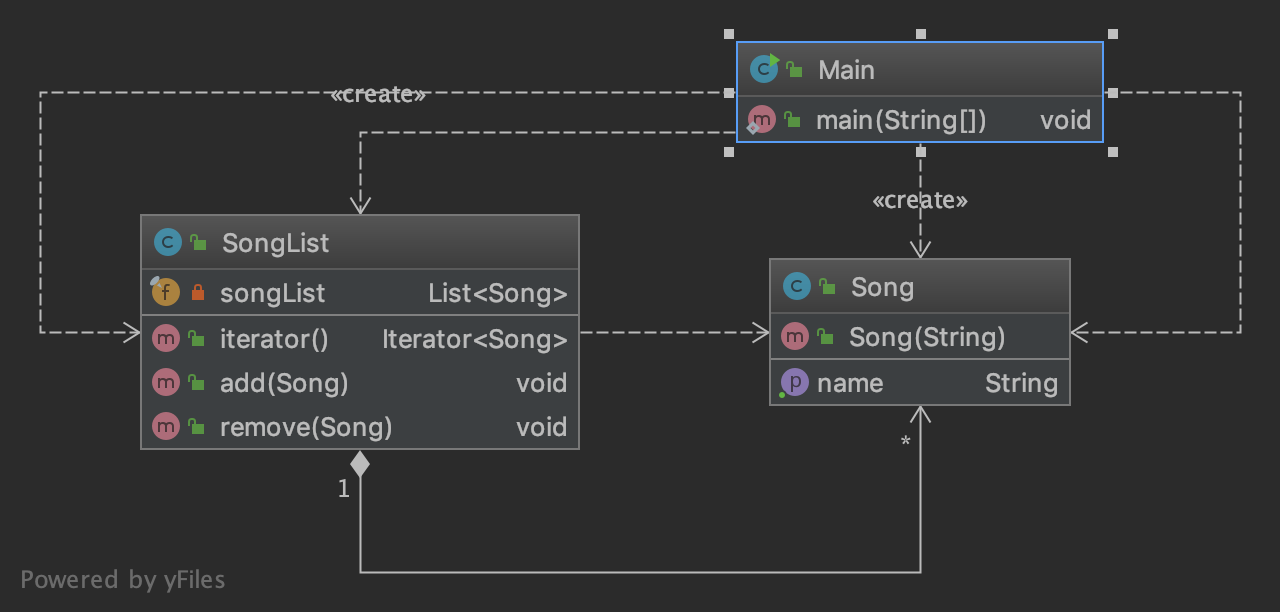 C Main
m main(String[]) void
«create»
«create»
C SongList
f songList List<Song>
m iterator() Iterator<Song>
m add(Song) void
m remove(Song) void
C Song
m Song(String)
p name String
*
1
Powered by yFiles